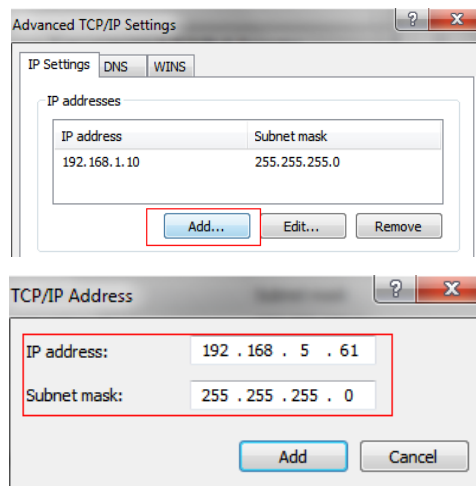 Advanced TCP/IP Settings
IP Settings DNS WINS
IP addresses
IP address Subnet mask
192.168.1.10 255.255.255.0
Add... Edit... Remove
TCP/IP Address
IP address: 192 . 168 . 5 . 61
Subnet mask: 255 . 255 . 255 . 0
Add Cancel